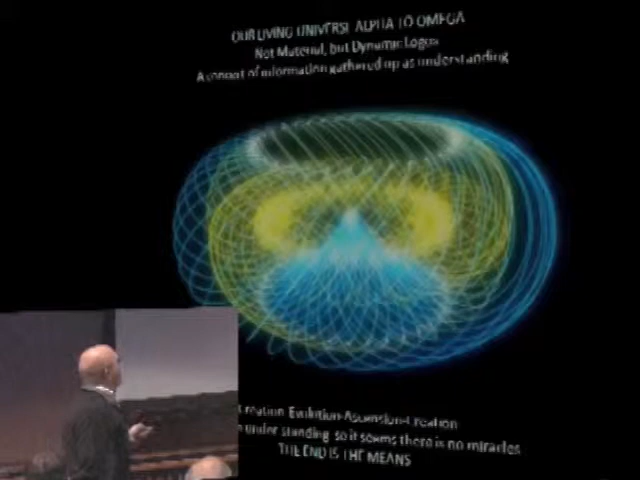 OUR LIVING UNIVERSE ALPHA TO OMEGA
Not Material, but Dynamic Logos
A concept of information gathered up as understanding
Creation-Evolution-Ascension-Creation
under standing so it seems there is no miracles
THE END IS THE MEANS